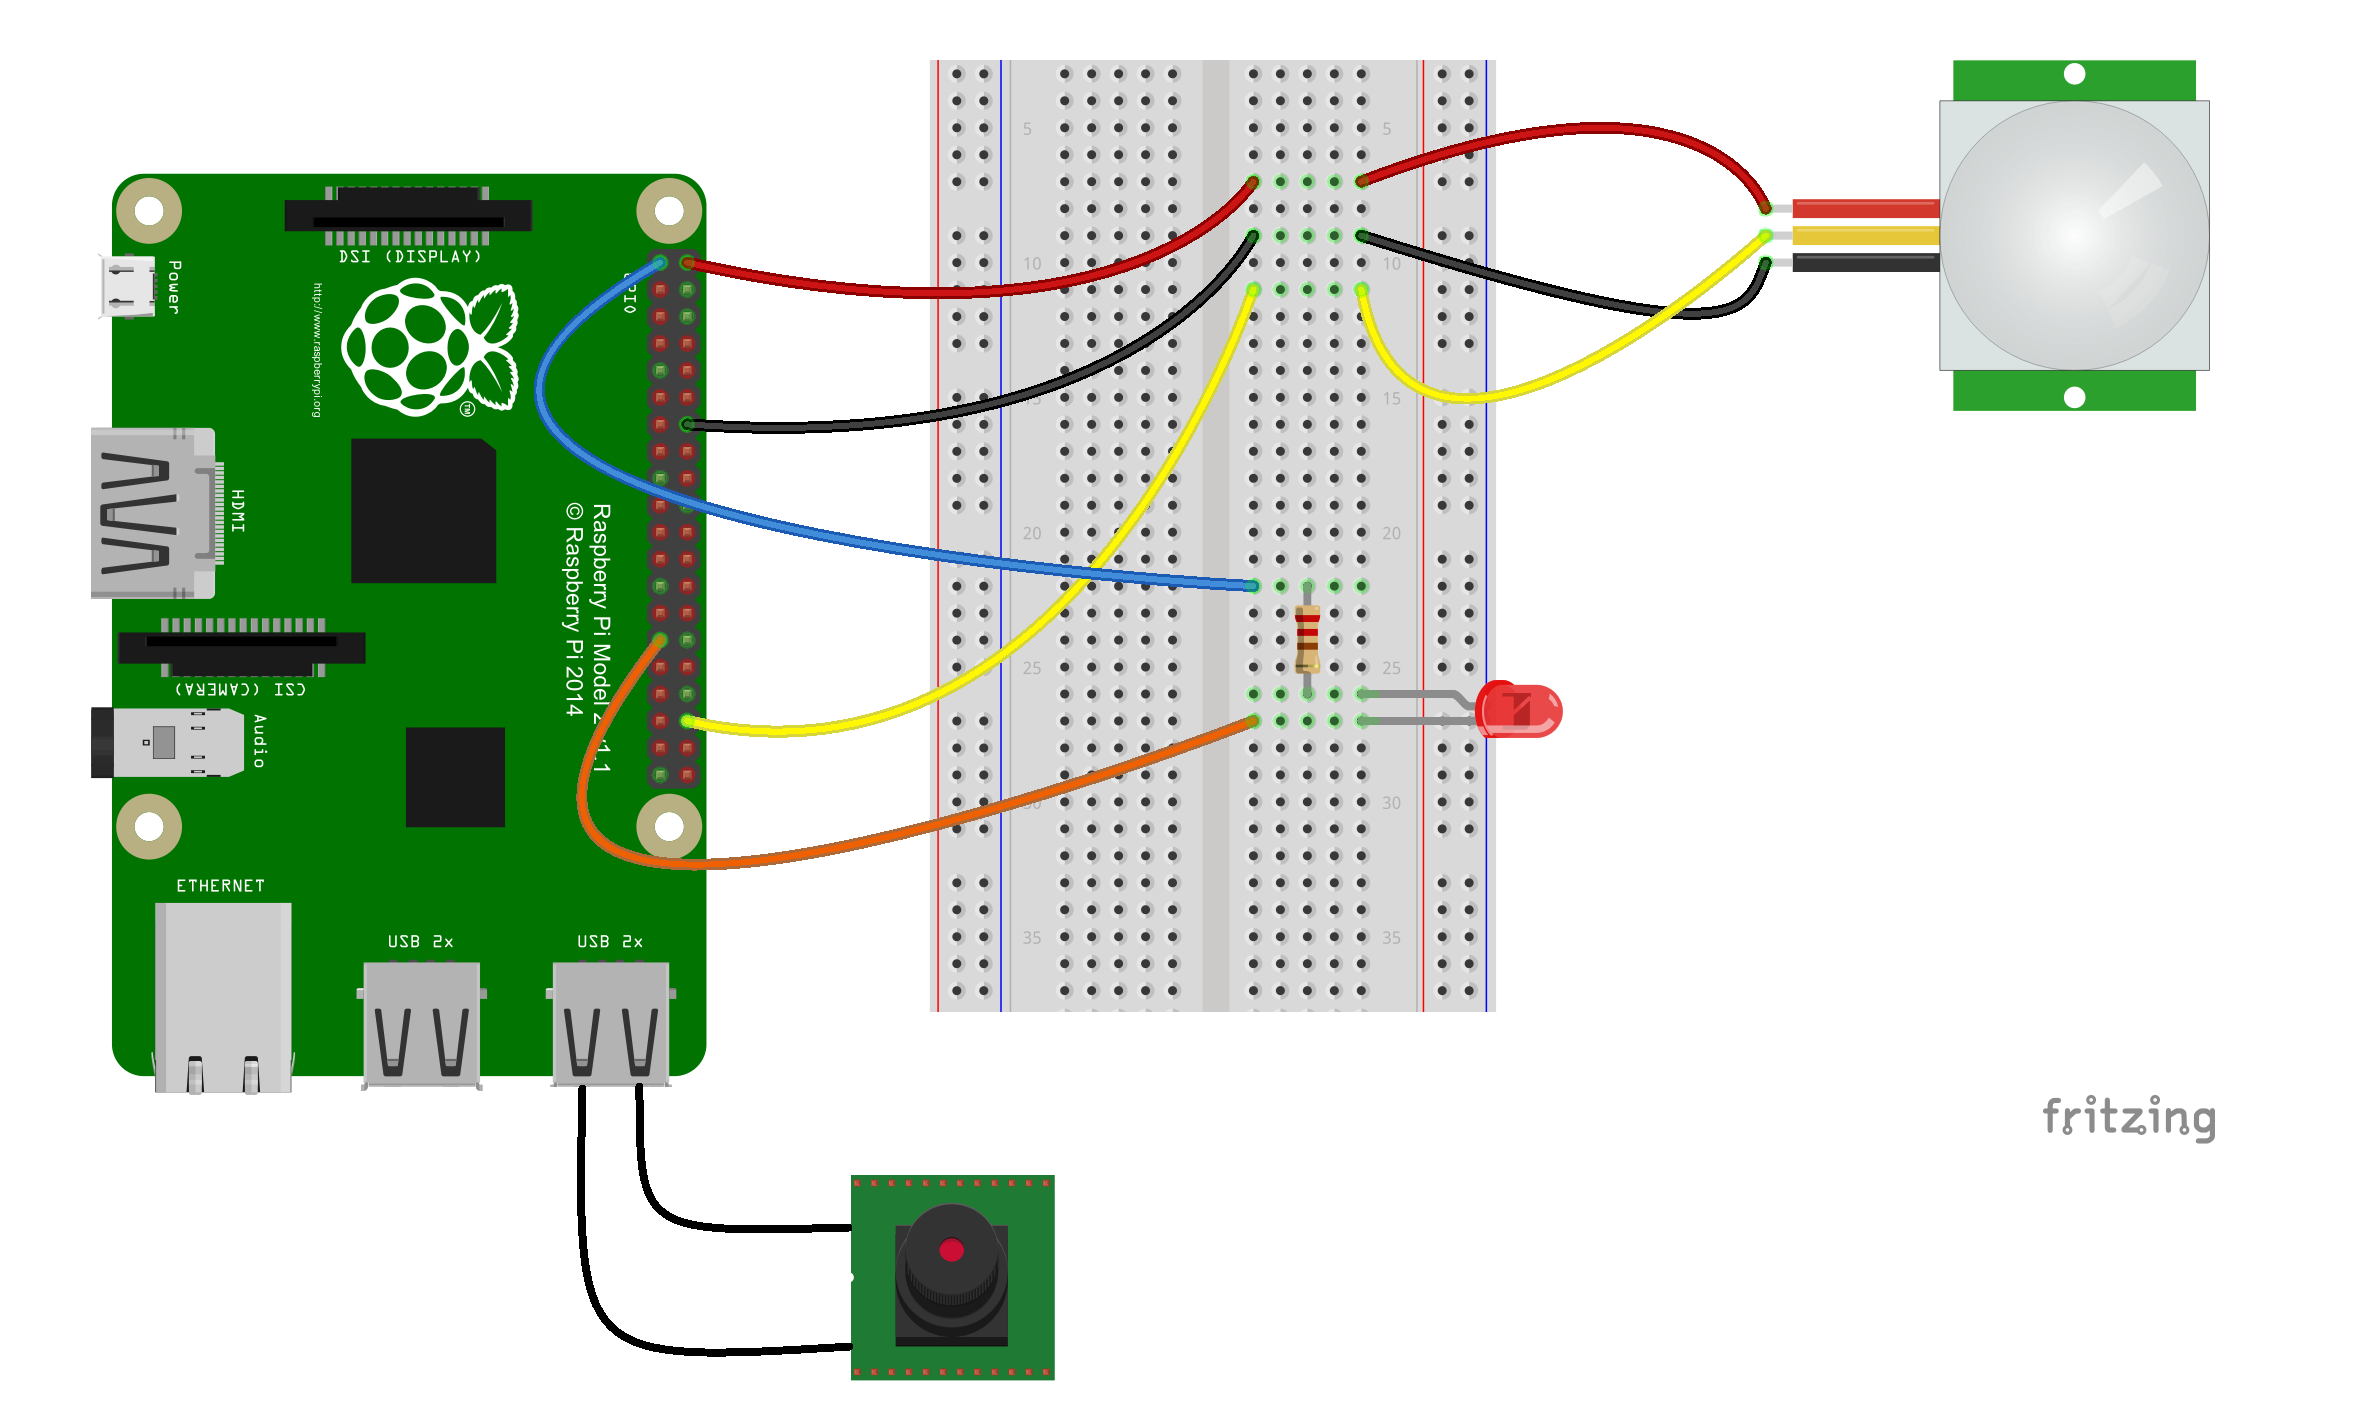 DSI (DISPLAY)
Power
http://www.raspberrypi.org
TM
HDMI
Raspberry Pi Model 2 v1.1
© Raspberry Pi 2014
CSI (CAMERA)
Audio
ETHERNET
USB 2x
USB 2x
5
5
10
10
15
20
20
25
25
30
30
35
35
fritzing